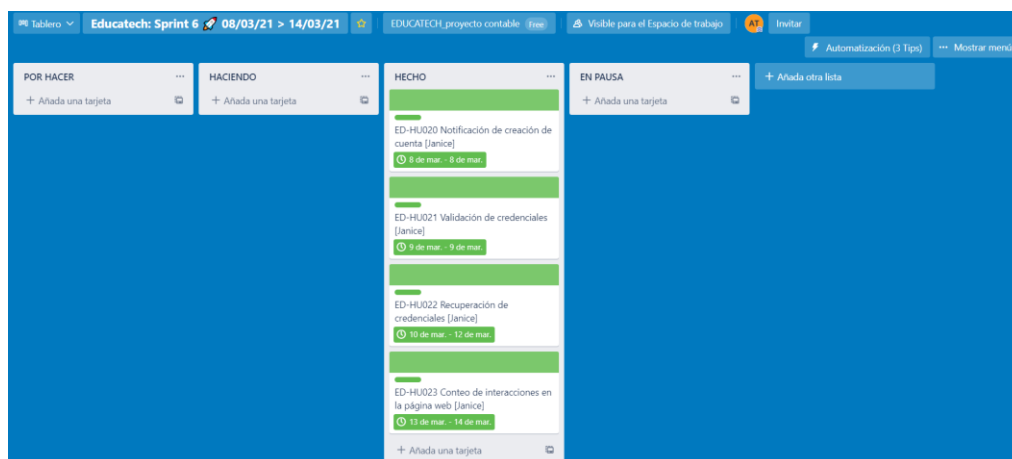 Tablero
Educatech: Sprint 6 🚀 08/03/21 > 14/03/21
EDUCATECH_proyecto contable Free
Visible para el Espacio de trabajo
AT
Invitar
Automatización (3 Tips)
··· Mostrar menú
POR HACER ···
+ Añada una tarjeta
HACIENDO ···
+ Añada una tarjeta
HECHO ···
ED-HU020 Notificación de creación de
cuenta [Janice]
8 de mar. - 8 de mar.
ED-HU021 Validación de credenciales
[Janice]
9 de mar. - 9 de mar.
ED-HU022 Recuperación de
credenciales [Janice]
10 de mar. - 12 de mar.
ED-HU023 Conteo de interacciones en
la página web [Janice]
13 de mar. - 14 de mar.
+ Añada una tarjeta
EN PAUSA ···
+ Añada una tarjeta
+ Añada otra lista